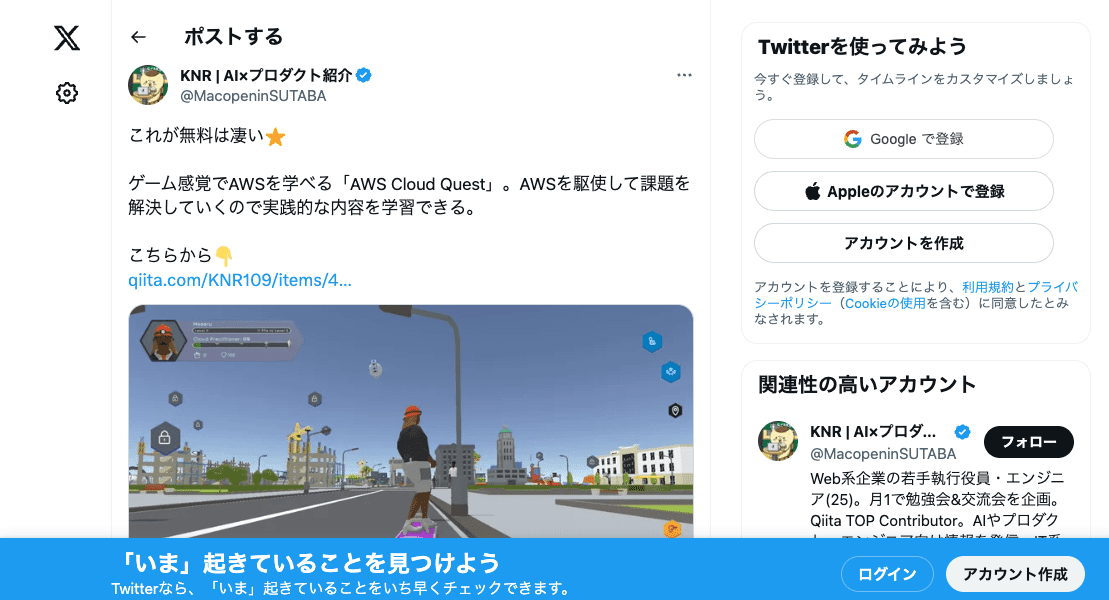 ポストする
KNR | AI×プロダクト紹介
@MacopeninSUTABA
これが無料は凄い⭐
ゲーム感覚でAWSを学べる「AWS Cloud Quest」。AWSを駆使して課題を
解決していくので実践的な内容を学習できる。
こちらから👇
qiita.com/KNR109/items/4…
Twitterを使ってみよう
今すぐ登録して、タイムラインをカスタマイズしましょ
う。
Google で登録
Appleのアカウントで登録
アカウントを作成
アカウントを登録することにより、利用規約とプライバ
シーポリシー（Cookieの使用を含む）に同意したとみ
なされます。
関連性の高いアカウント
KNR | AI×プロダ...
@MacopeninSUTABA
フォロー
Web系企業の若手執行役員・エンジニ
ア(25)。月1で勉強会&交流会を企画。
Qiita TOP Contributor。AIやプロダク
「いま」起きていることを見つけよう
Twitterなら、「いま」起きていることをいち早くチェックできます。
ログイン
アカウント作成